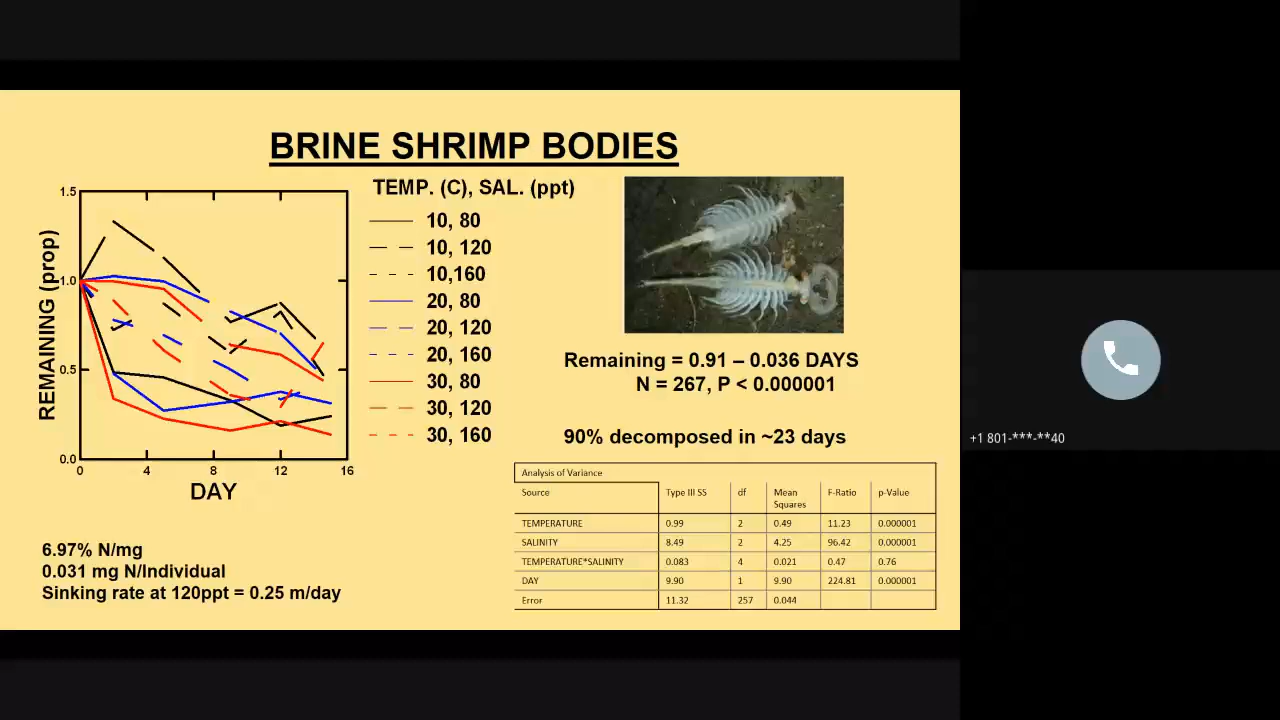 BRINE SHRIMP BODIES
TEMP. (C), SAL. (ppt)
10, 80
10, 120
10,160
20, 80
20, 120
20, 160
30, 80
30, 120
30, 160
REMAINING (prop)
1.5
1.0
0.5
0.0
0 4 8 12 16
DAY
Remaining = 0.91 – 0.036 DAYS
N = 267, P < 0.000001
90% decomposed in ~23 days
+1 801-***-**40
Analysis of Variance
Source Type III SS df Mean Squares F-Ratio p-Value
TEMPERATURE 0.99 2 0.49 11.23 0.000001
SALINITY 8.49 2 4.25 96.42 0.000001
TEMPERATURE*SALINITY 0.083 4 0.021 0.47 0.76
DAY 9.90 1 9.90 224.81 0.000001
Error 11.32 257 0.044
6.97% N/mg
0.031 mg N/Individual
Sinking rate at 120ppt = 0.25 m/day